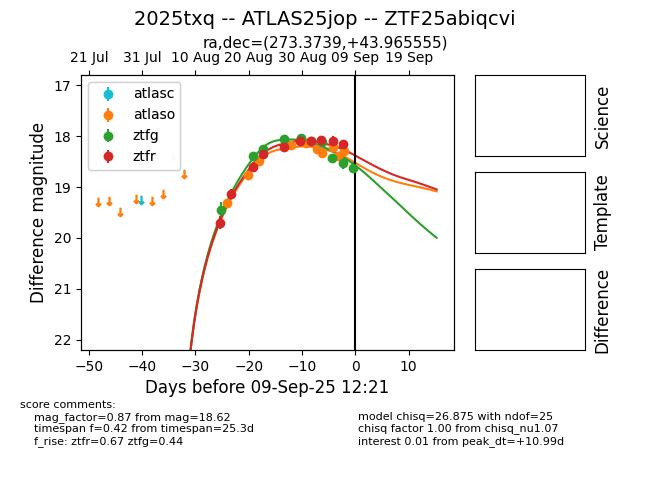 2025txq -- ATLAS25jop -- ZTF25abiqcvi
ra,dec=(273.3739,+43.965555)
21 Jul 31 Jul 10 Aug 20 Aug 30 Aug 09 Sep 19 Sep
17
18
19
20
21
22
Difference magnitude
atlasc
atlaso
ztfg
ztfr
−50 −40 −30 −20 −10 0 10
Days before 09-Sep-25 12:21
Science
Template
Difference
score comments:
mag_factor=0.87 from mag=18.62
timespan f=0.42 from timespan=25.3d
f_rise: ztfr=0.67 ztfg=0.44
model chisq=26.875 with ndof=25
chisq factor 1.00 from chisq_nu1.07
interest 0.01 from peak_dt=+10.99d